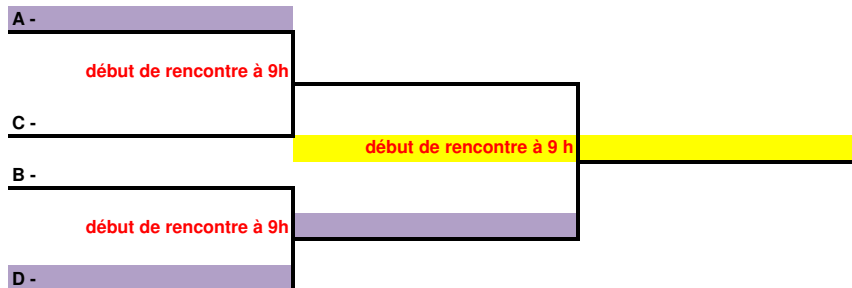 A -
début de rencontre à 9h
C -
début de rencontre à 9 h
B -
début de rencontre à 9h
D -